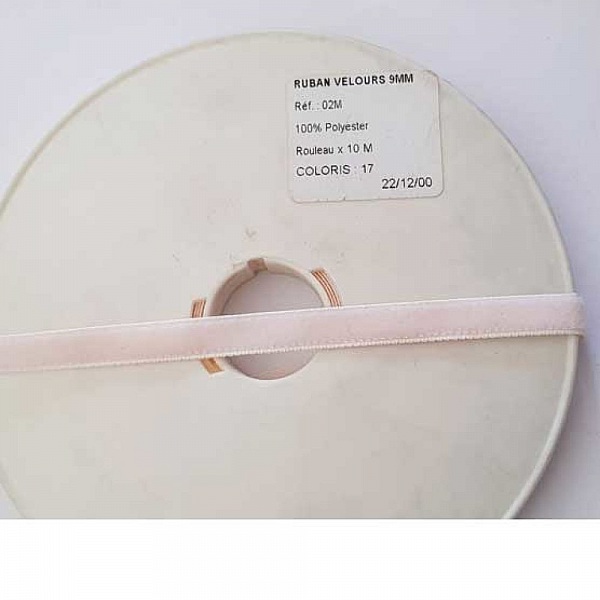 RUBAN VELOURS 9MM
Réf. : 02M
100% Polyester
Rouleau x 10 M
COLORIS : 17
22/12/00